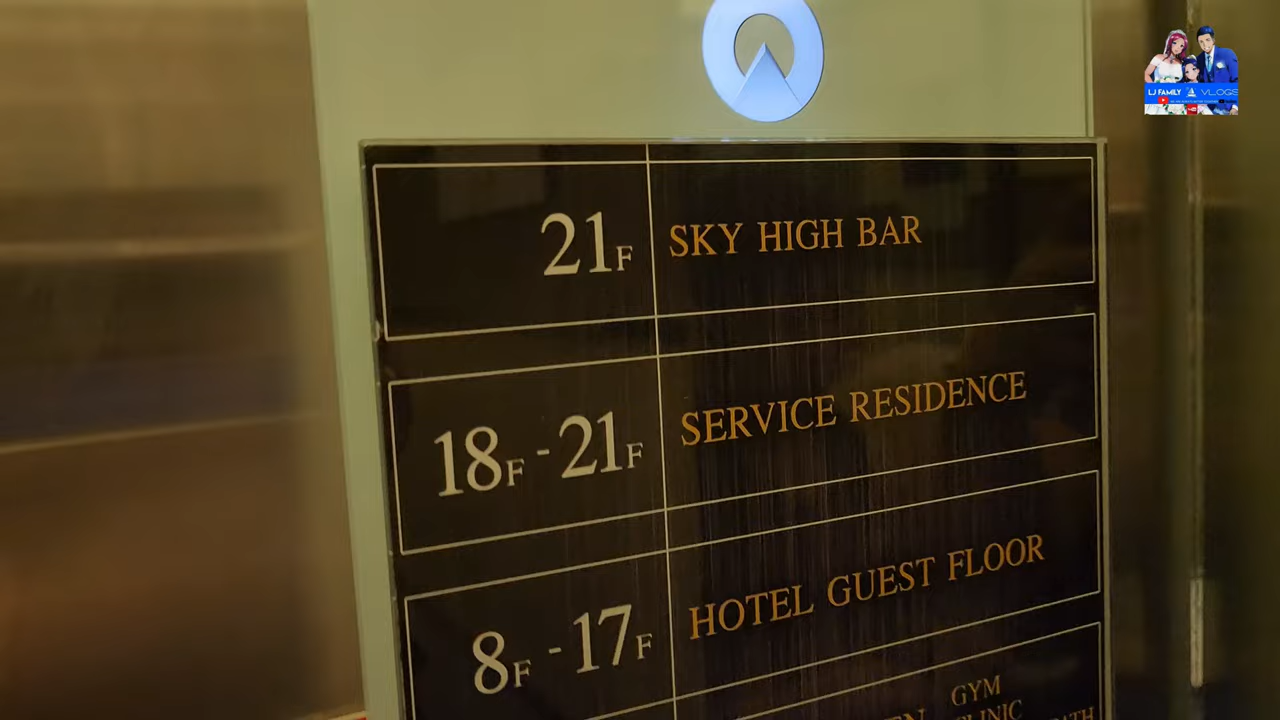 LJ FAMILY VLOGS
21F SKY HIGH BAR
18F - 21F SERVICE RESIDENCE
8F - 17F HOTEL GUEST FLOOR
GYM